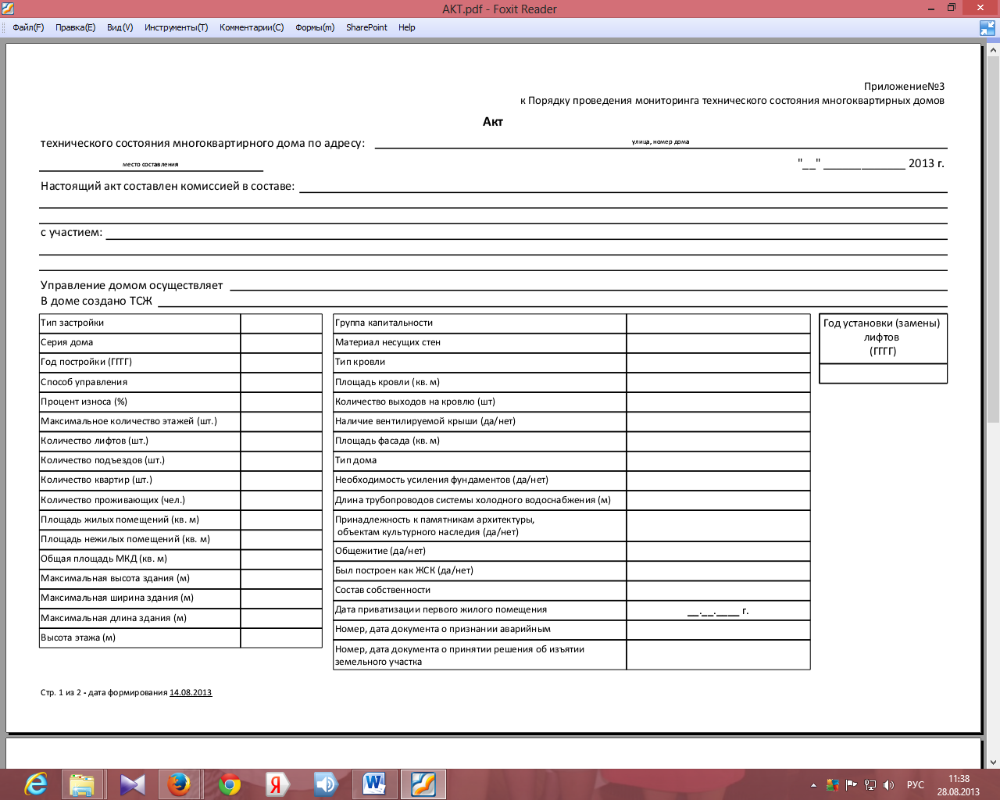 АКТ.pdf - Foxit Reader
Файл(F) Правка(E) Вид(V) Инструменты(T) Комментарии(C) Формы(m) SharePoint Help
Приложение№3
к Порядку проведения мониторинга технического состояния многоквартирных домов
Акт
технического состояния многоквартирного дома по адресу: улица, номер дома
место составления "__" _____________ 2013 г.
Настоящий акт составлен комиссией в составе:
с участием:
Управление домом осуществляет
В доме создано ТСЖ
Тип застройки
Серия дома
Год постройки (ГГГГ)
Способ управления
Процент износа (%)
Максимальное количество этажей (шт.)
Количество лифтов (шт.)
Количество подъездов (шт.)
Количество квартир (шт.)
Количество проживающих (чел.)
Площадь жилых помещений (кв. м)
Площадь нежилых помещений (кв. м)
Общая площадь МКД (кв. м)
Максимальная высота здания (м)
Максимальная ширина здания (м)
Максимальная длина здания (м)
Высота этажа (м)
Группа капитальности
Материал несущих стен
Тип кровли
Площадь кровли (кв. м)
Количество выходов на кровлю (шт)
Наличие вентилируемой крыши (да/нет)
Площадь фасада (кв. м)
Тип дома
Необходимость усиления фундаментов (да/нет)
Длина трубопроводов системы холодного водоснабжения (м)
Принадлежность к памятникам архитектуры,
объектам культурного наследия (да/нет)
Общежитие (да/нет)
Был построен как ЖСК (да/нет)
Состав собственности
Дата приватизации первого жилого помещения __.__.____ г.
Номер, дата документа о признании аварийным
Номер, дата документа о принятии решения об изъятии
земельного участка
Год установки (замены)
лифтов
(ГГГГ)
Стр. 1 из 2 - дата формирования 14.08.2013
РУС
11:38
28.08.2013